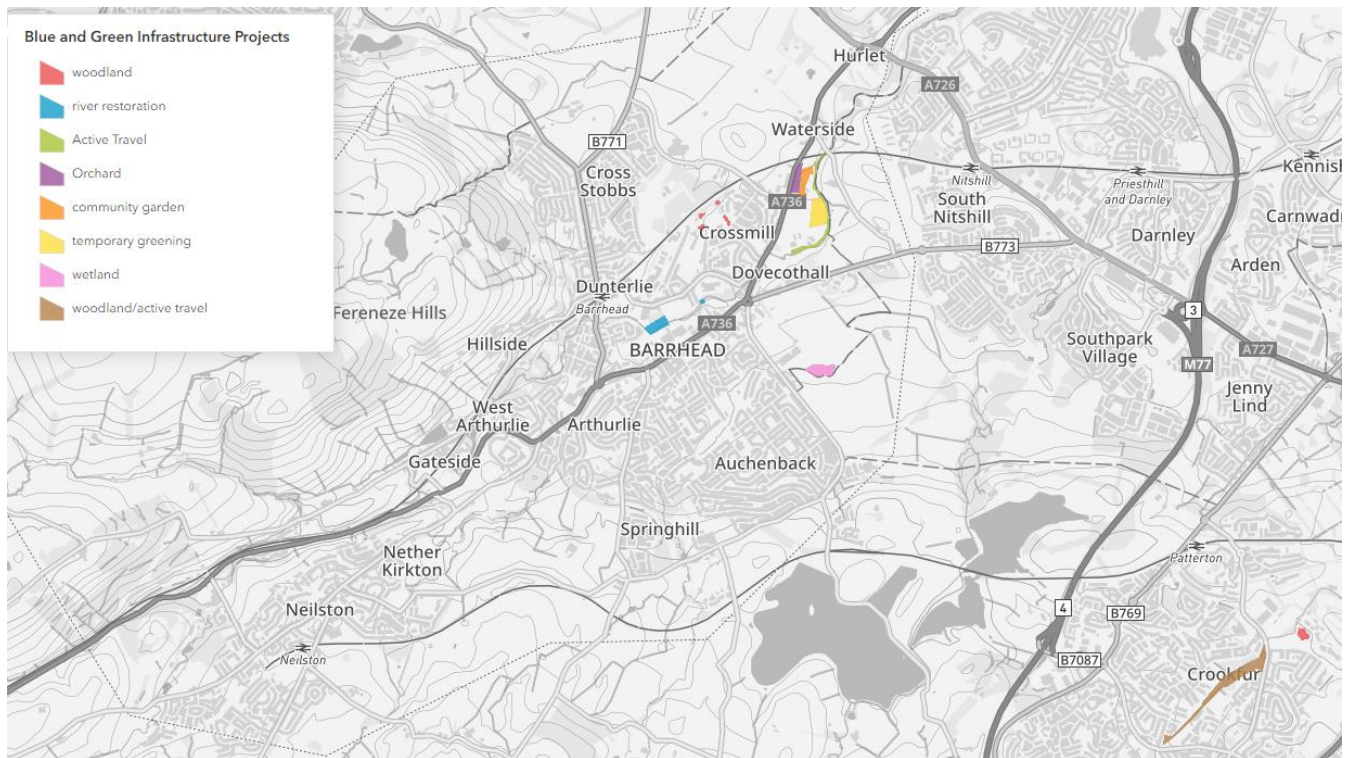 Blue and Green Infrastructure Projects
woodland
river restoration
Active Travel
Orchard
community garden
temporary greening
wetland
woodland/active travel
Hurlet
A726
Waterside
B771
Cross
Stobbs
Nitshill
Priesthill
and Darnley
Kennish
A736
South
Nitshill
Carnwadr
Crossmill
Darnley
B773
Arden
Dovecothall
Dunterlie
Barrhead
Fereneze Hills
3
A736
Hillside
BARRHEAD
Southpark
Village
A727
M77
Jenny
Lind
West
Arthurlie
Arthurlie
Gateside
Auchenback
Springhill
Nether
Kirkton
Patterton
Neilston
4
B769
Neilston
B7087
Crookfur